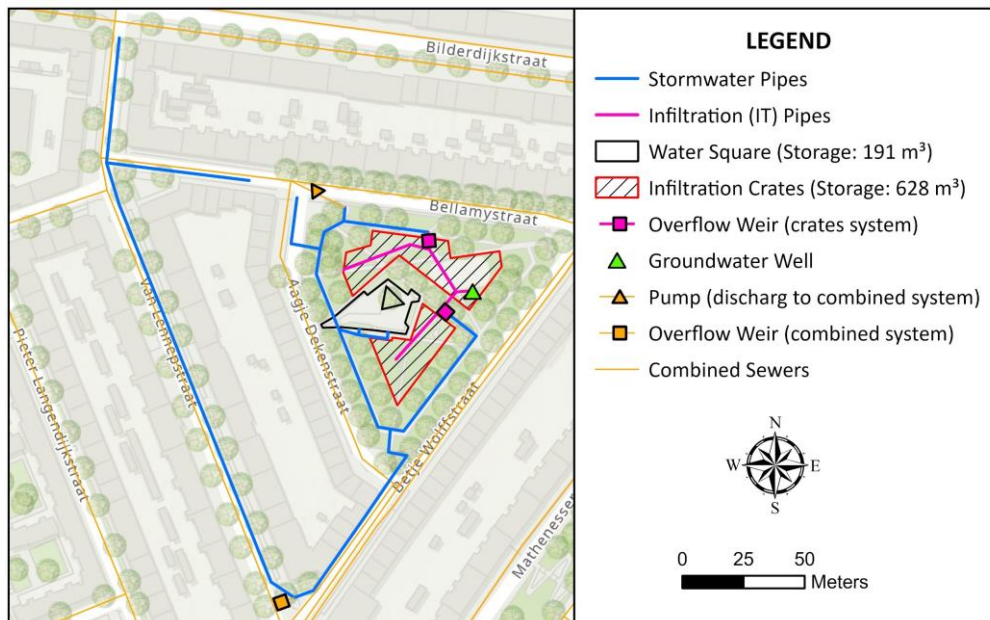 Bilderdijkstraat
Bellamystraat
Van Lennepstraat
Aagje Dekenstraat
Pieter Langendijkstraat
Betje Wolffstraat
Mathenesser
LEGEND
Stormwater Pipes
Infiltration (IT) Pipes
Water Square (Storage: 191 m³)
Infiltration Crates (Storage: 628 m³)
Overflow Weir (crates system)
Groundwater Well
Pump (discharg to combined system)
Overflow Weir (combined system)
Combined Sewers
N
W E
S
0 25 50
Meters